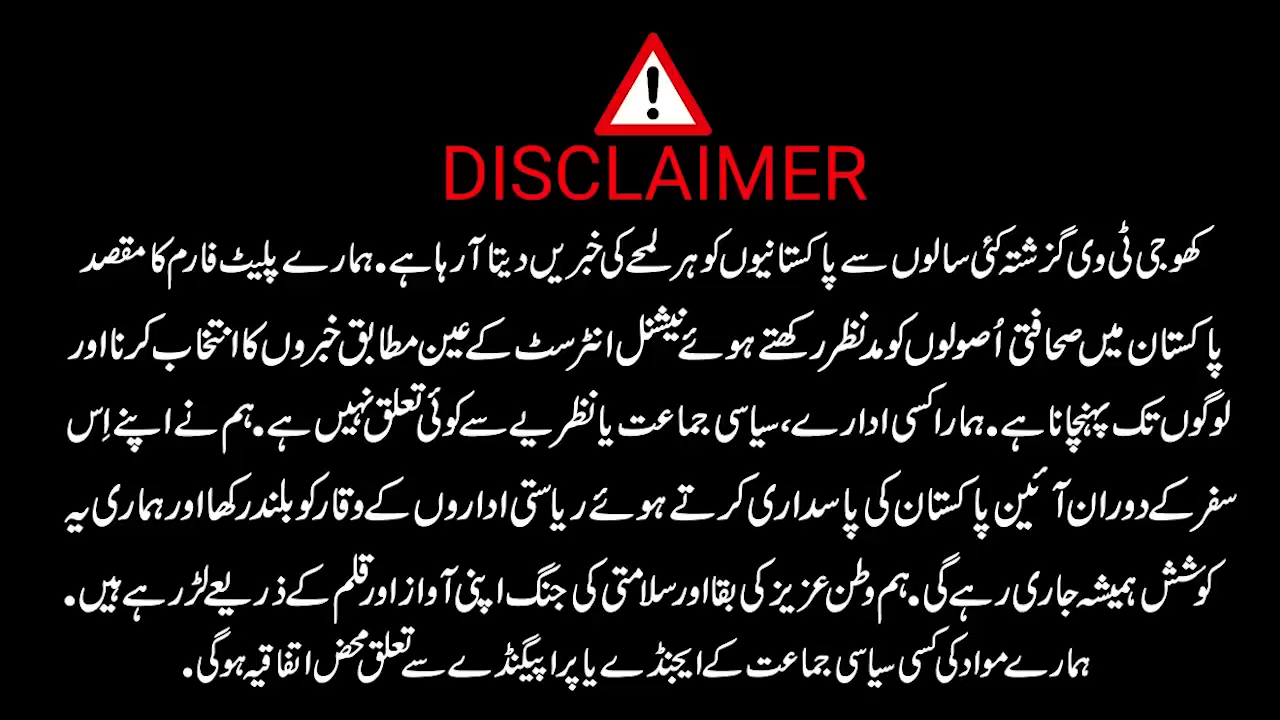 DISCLAIMER
کھوجی ٹی وی گزشتہ کئی سالوں سے پاکستانیوں کو ہر لمحے کی خبریں دیتا آ رہا ہے۔ ہمارے پلیٹ فارم کا مقصد
پاکستان میں صحافتی اُصولوں کو مدنظر رکھتے ہوئے نیشنل انٹرسٹ کے عین مطابق خبروں کا انتخاب کرنا اور
لوگوں تک پہنچانا ہے۔ ہمارا کسی ادارے، سیاسی جماعت یا نظریے سے کوئی تعلق نہیں ہے۔ ہم نے اپنے اِس
سفر کے دوران آئین پاکستان کی پاسداری کرتے ہوئے ریاستی اداروں کے وقار کو بلند رکھا اور ہماری یہ
کوشش ہمیشہ جاری رہے گی۔ ہم وطن عزیز کی بقا اور سلامتی کی جنگ اپنی آواز اور قلم کے ذریعے لڑ رہے ہیں۔
ہمارے مواد کی کسی سیاسی جماعت کے ایجنڈے یا پراپیگنڈے سے تعلق محض اتفاقیہ ہوگی۔